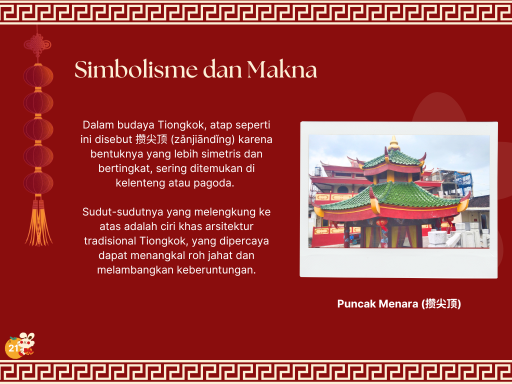 Simbolisme dan Makna
Dalam budaya Tiongkok, atap seperti
ini disebut 攒尖顶 (zǎnjiāndǐng) karena
bentuknya yang lebih simetris dan
bertingkat, sering ditemukan di
kelenteng atau pagoda.
Sudut-sudutnya yang melengkung ke
atas adalah ciri khas arsitektur
tradisional Tiongkok, yang dipercaya
dapat menangkal roh jahat dan
melambangkan keberuntungan.
Puncak Menara (攒尖顶)
21